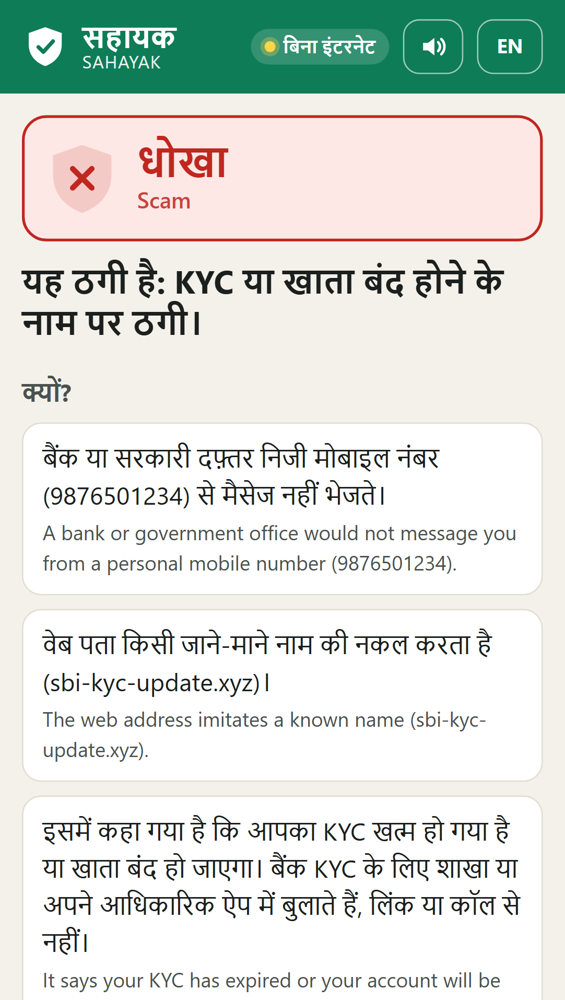 सहायक
SAHAYAK
बिना इंटरनेट
EN
धोखा
Scam
यह ठगी है: KYC या खाता बंद होने के
नाम पर ठगी।
क्यों?
बैंक या सरकारी दफ़्तर निजी मोबाइल नंबर
(9876501234) से मैसेज नहीं भेजते।
A bank or government office would not message you
from a personal mobile number (9876501234).
वेब पता किसी जाने-माने नाम की नकल करता है
(sbi-kyc-update.xyz)।
The web address imitates a known name (sbi-kyc-
update.xyz).
इसमें कहा गया है कि आपका KYC खत्म हो गया है
या खाता बंद हो जाएगा। बैंक KYC के लिए शाखा या
अपने आधिकारिक ऐप में बुलाते हैं, लिंक या कॉल से
नहीं।
It says your KYC has expired or your account will be